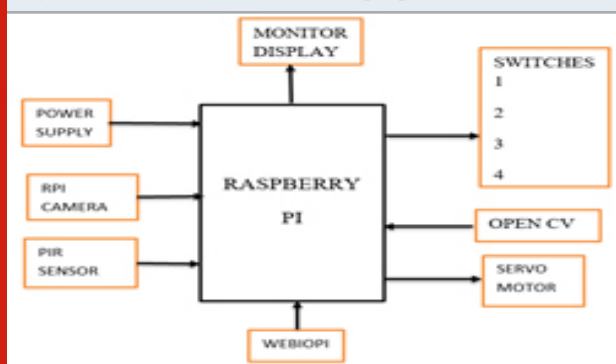 MONITOR
DISPLAY
SWITCHES
1
2
3
4
POWER
SUPPLY
RPI
CAMERA
PIR
SENSOR
RASPBERRY
PI
OPEN CV
SERVO
MOTOR
WEBIOPI